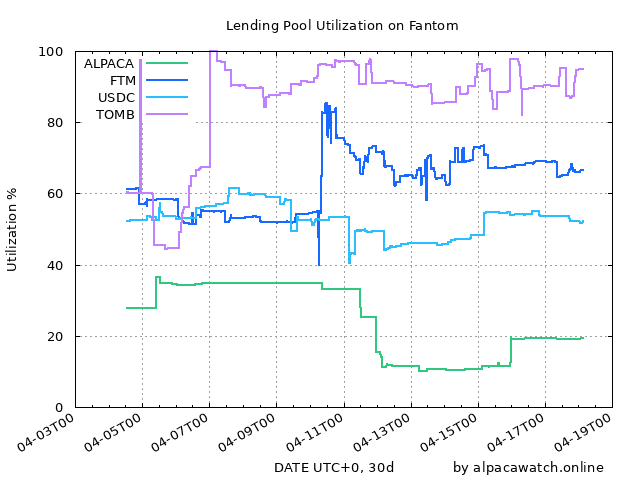 Lending Pool Utilization on Fantom
100
80
60
40
20
0
Utilization %
ALPACA
FTM
USDC
TOMB
04-03T00
04-05T00
04-07T00
04-09T00
04-11T00
04-13T00
04-15T00
04-17T00
04-19T00
DATE UTC+0, 30d
by alpacawatch.online